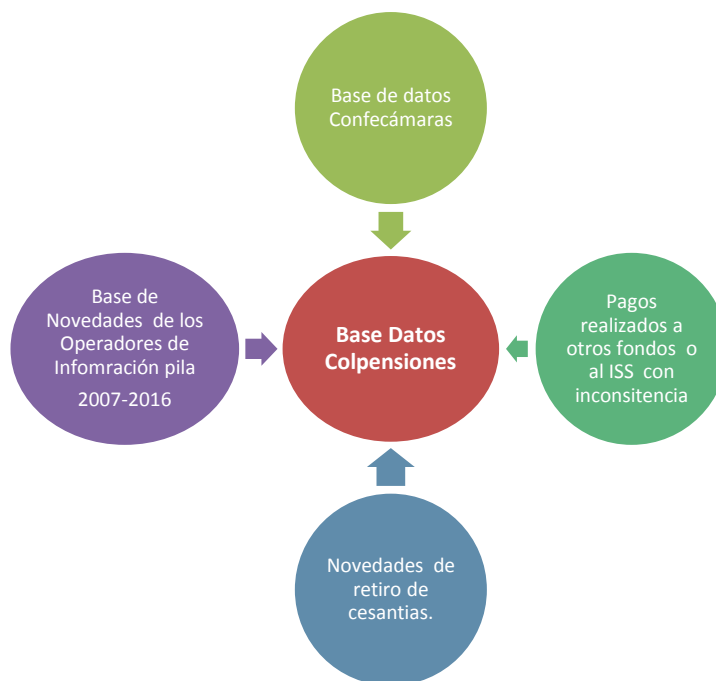 Base de datos
Confecámaras
Base de
Novedades de los
Operadores de
Infomración pila
2007-2016
Base Datos
Colpensiones
Pagos
realizados a
otros fondos o
al ISS con
inconsitencia
Novedades de
retiro de
cesantias.